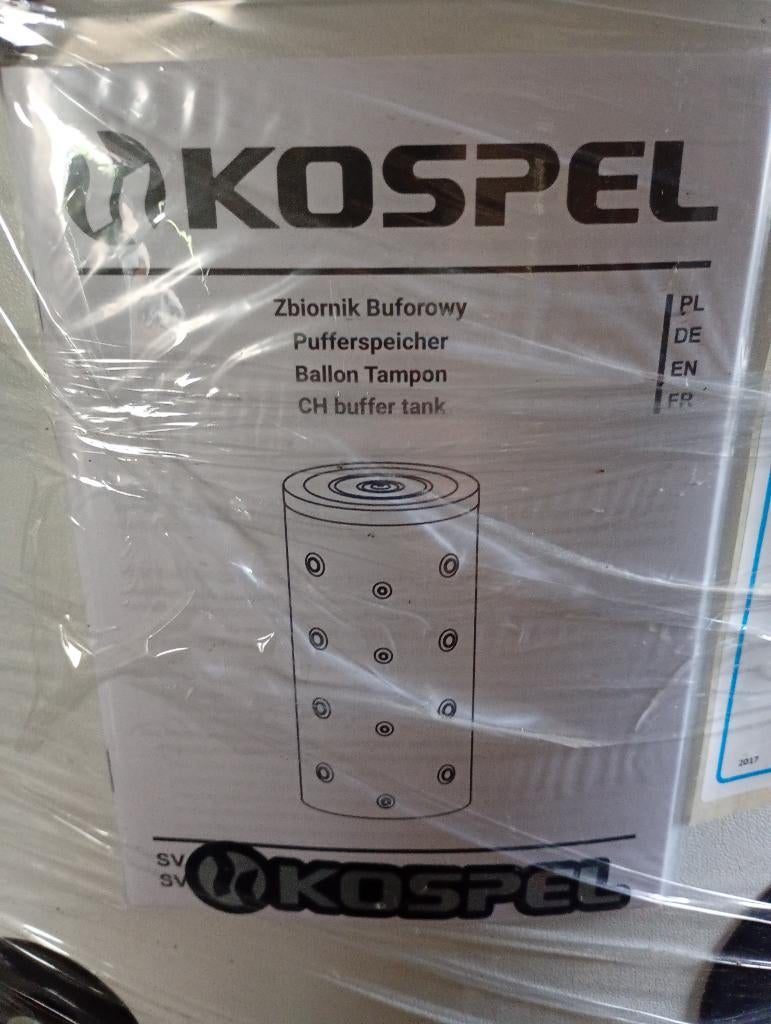 KOSPEL
Zbiornik Buforowy
Pufferspeicher
Ballon Tampon
CH buffer tank
PL
DE
EN
FR
SV
SV
KOSPEL
2017